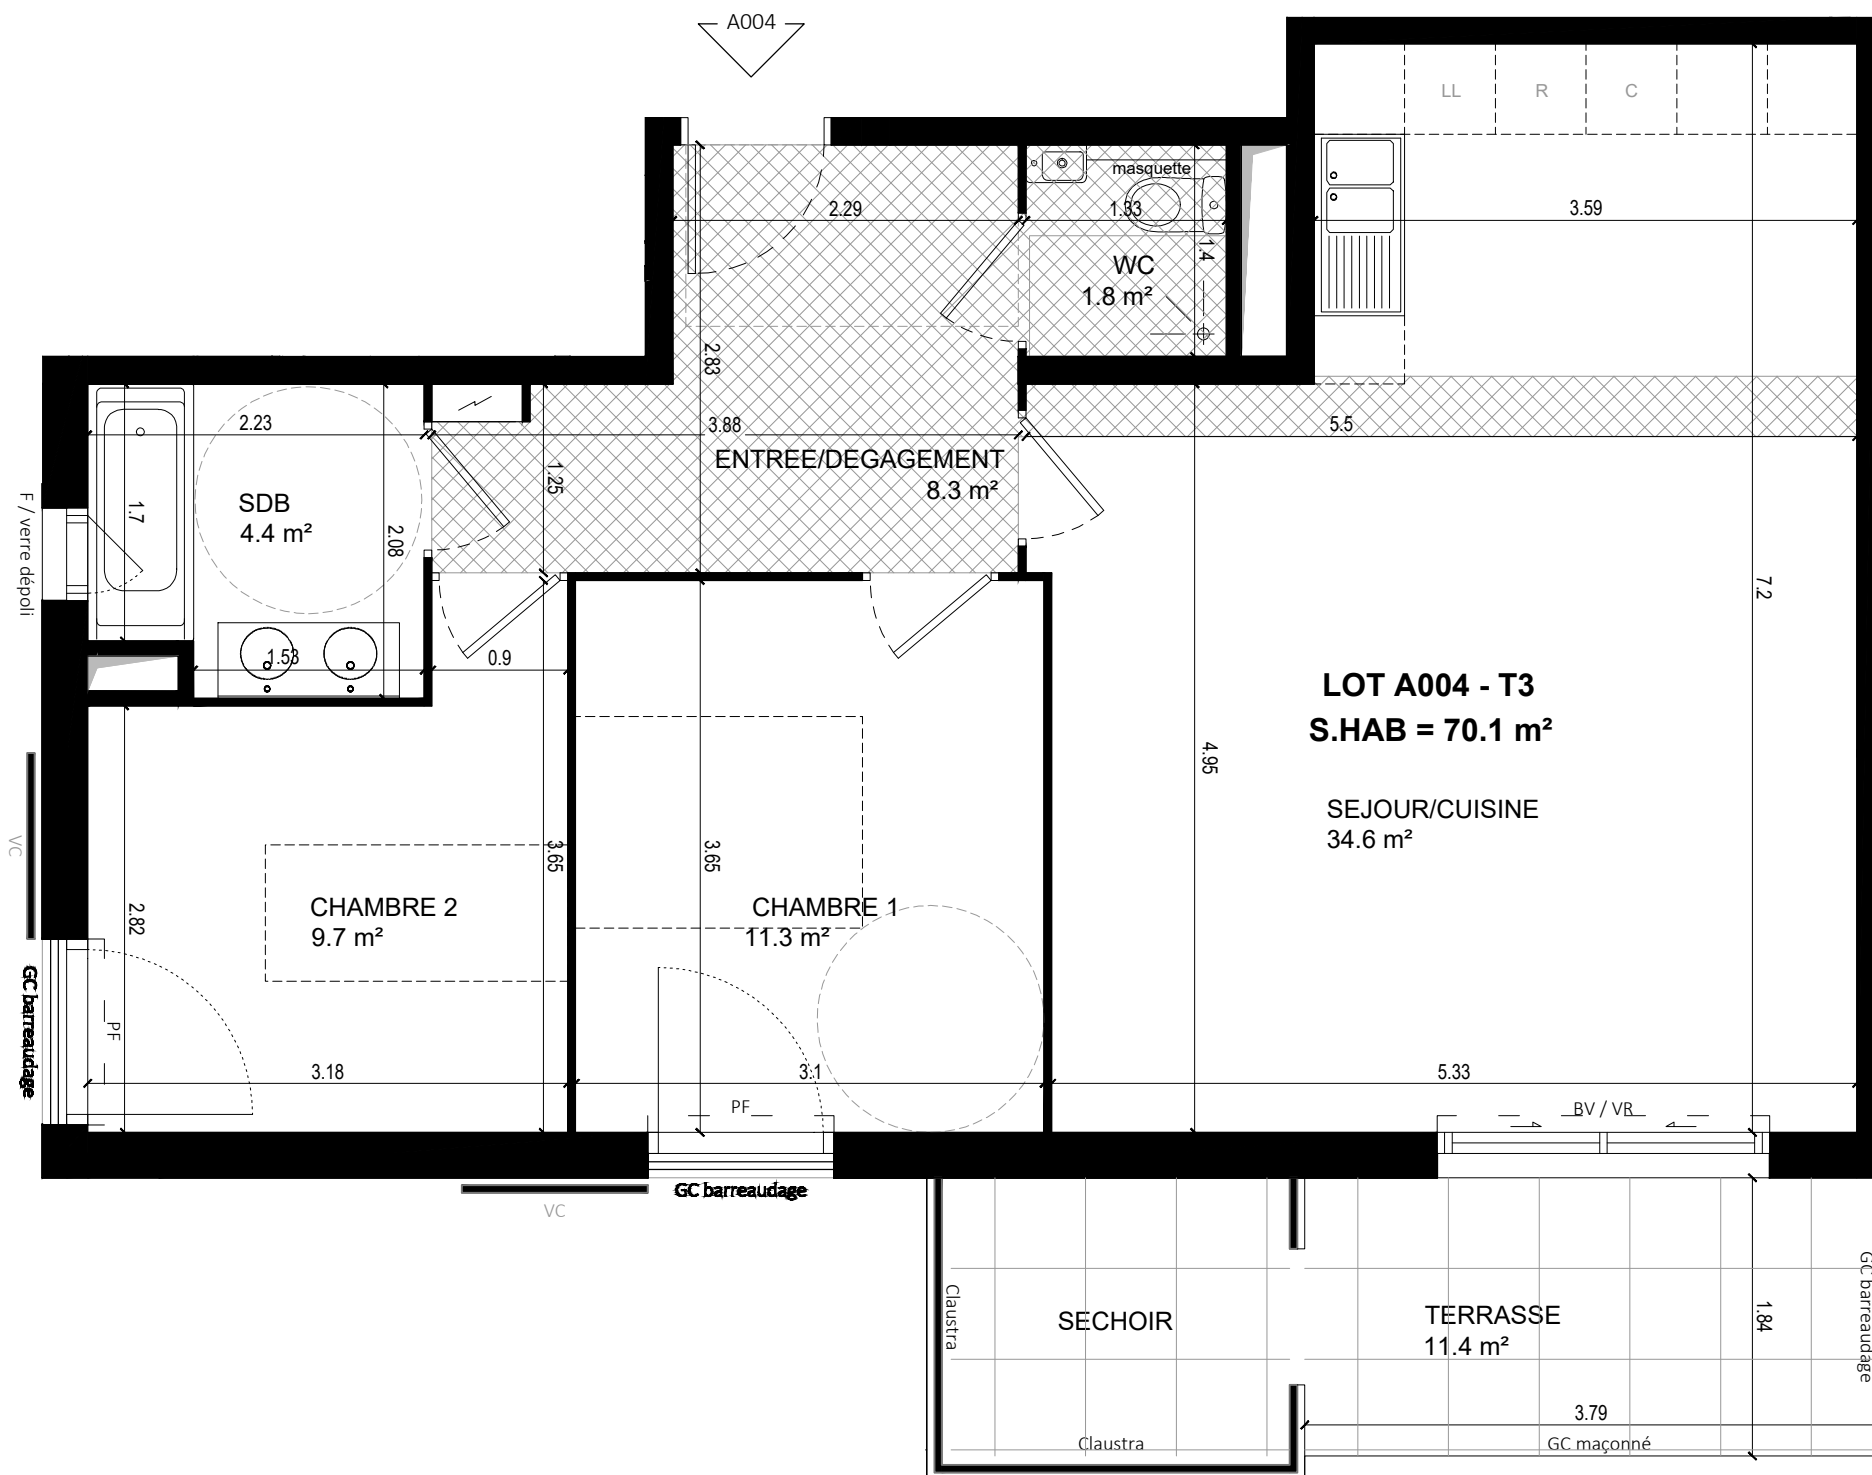 A004
LL
R
C
masquette
2.29
1.33
3.59
1.4
WC
1.8 m²
2.83
2.23
3.88
5.5
ENTREE/DEGAGEMENT
8.3 m²
1.25
SDB
4.4 m²
1.7
2.08
F / verre dépoli
7.2
1.53
0.9
LOT A004 - T3
S.HAB = 70.1 m²
4.95
SEJOUR/CUISINE
34.6 m²
VC
3.65
3.65
CHAMBRE 2
9.7 m²
2.82
CHAMBRE 1
11.3 m²
GC barreaudage
PF
3.18
3.1
5.33
PF
BV / VR
GC barreaudage
VC
Claustra
SECHOIR
TERRASSE
11.4 m²
1.84
GC barreaudage
3.79
Claustra
GC maçonné